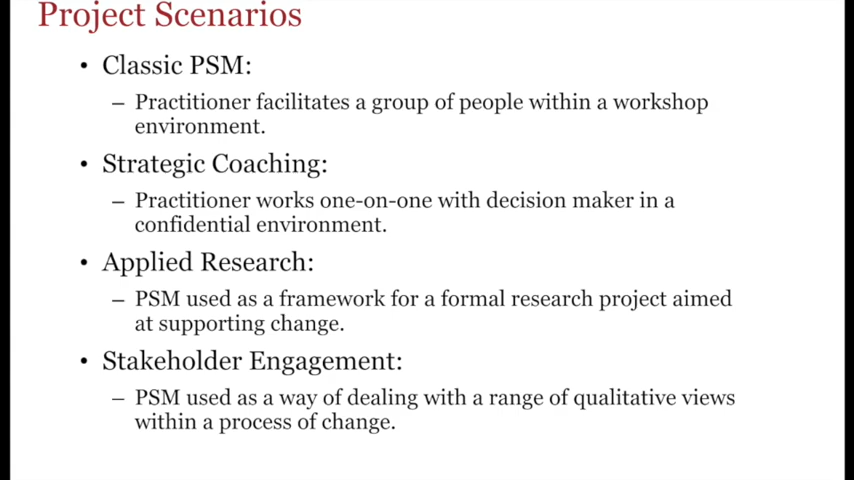 Project Scenarios
• Classic PSM:
– Practitioner facilitates a group of people within a workshop
environment.
• Strategic Coaching:
– Practitioner works one-on-one with decision maker in a
confidential environment.
• Applied Research:
– PSM used as a framework for a formal research project aimed
at supporting change.
• Stakeholder Engagement:
– PSM used as a way of dealing with a range of qualitative views
within a process of change.